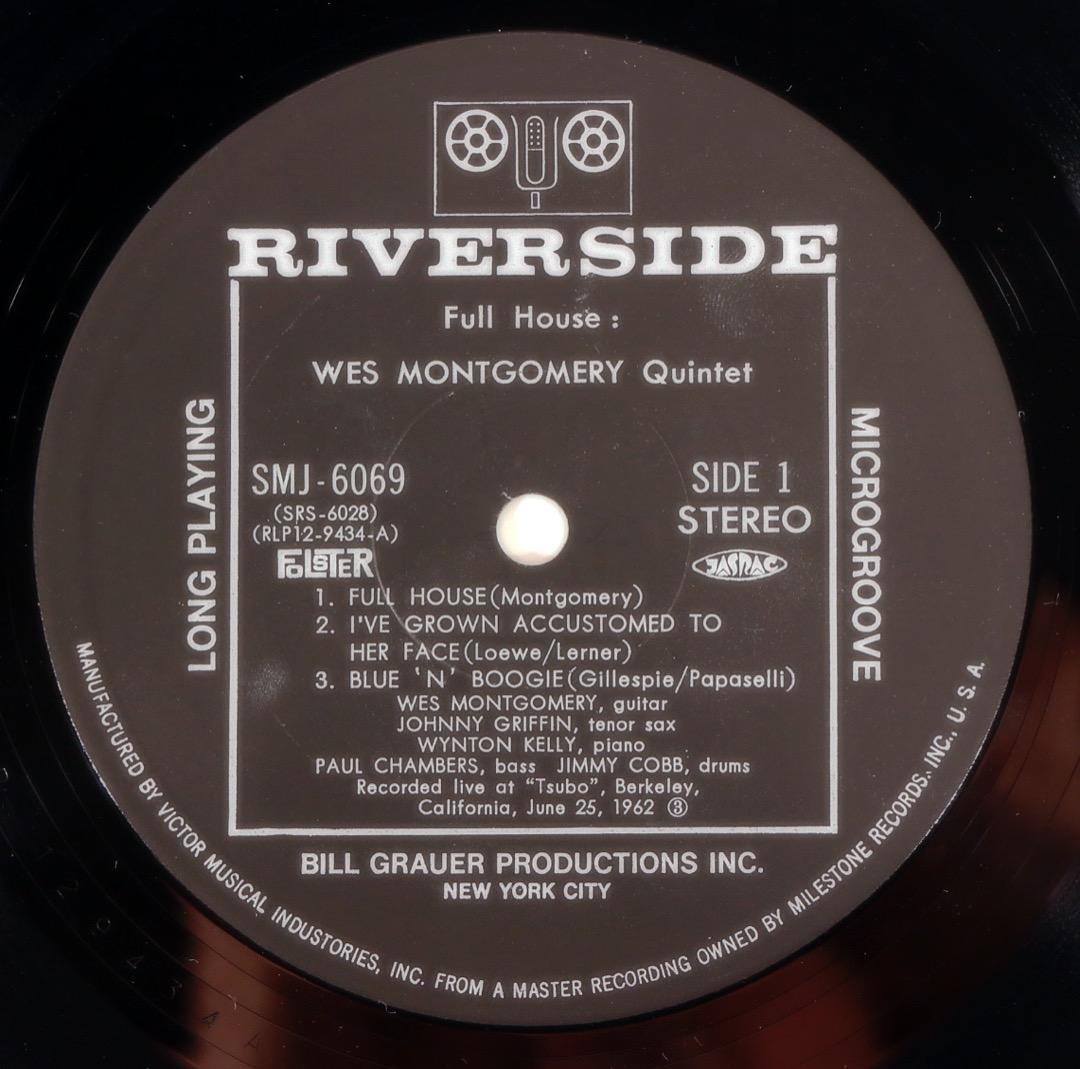 RIVERSIDE
Full House :
WES MONTGOMERY Quintet
LONG PLAYING
MICROGROOVE
SMJ-6069
(SRS-6028)
(RLP12-9434-A)
FOLSTER
SIDE 1
STEREO
JASRAC
1. FULL HOUSE(Montgomery)
2. I'VE GROWN ACCUSTOMED TO
HER FACE(Loewe/Lerner)
3. BLUE 'N' BOOGIE(Gillespie/Papaselli)
WES MONTGOMERY, guitar
JOHNNY GRIFFIN, tenor sax
WYNTON KELLY, piano
PAUL CHAMBERS, bass JIMMY COBB, drums
Recorded live at “Tsubo”, Berkeley,
California, June 25, 1962 ③
BILL GRAUER PRODUCTIONS INC.
NEW YORK CITY
MANUFACTURED BY VICTOR MUSICAL INDUSTORIES, INC. FROM A MASTER RECORDING OWNED BY MILESTONE RECORDS. INC., U. S. A.